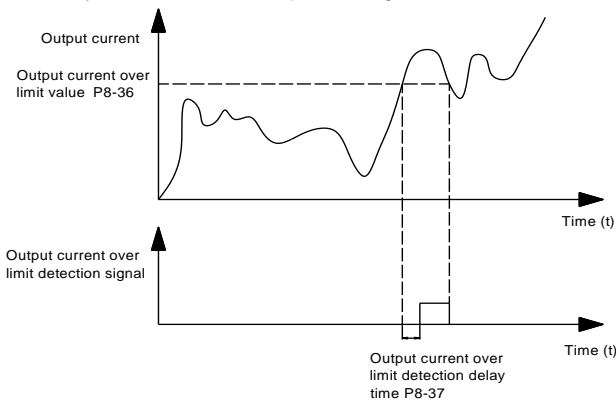 Output current
Output current over
limit value P8-36
Time (t)
Output current over
limit detection signal
Time (t)
Output current over
limit detection delay
time P8-37